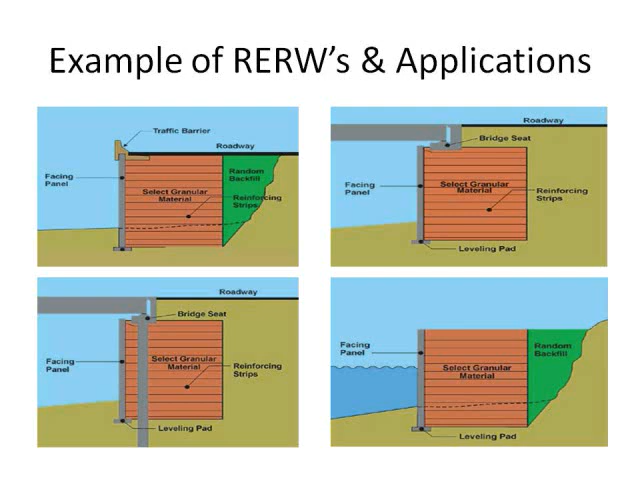 Example of RERW's & Applications
Traffic Barrier
Roadway
Facing
Panel
Random
Backfill
Select Granular
Material
Reinforcing
Strips
Roadway
Bridge Seat
Facing
Panel
Select Granular
Material
Reinforcing
Strips
Leveling Pad
Roadway
Bridge Seat
Facing
Panel
Select Granular
Material
Reinforcing
Strips
Leveling Pad
Facing
Panel
Random
Backfill
Select Granular
Material
Leveling Pad